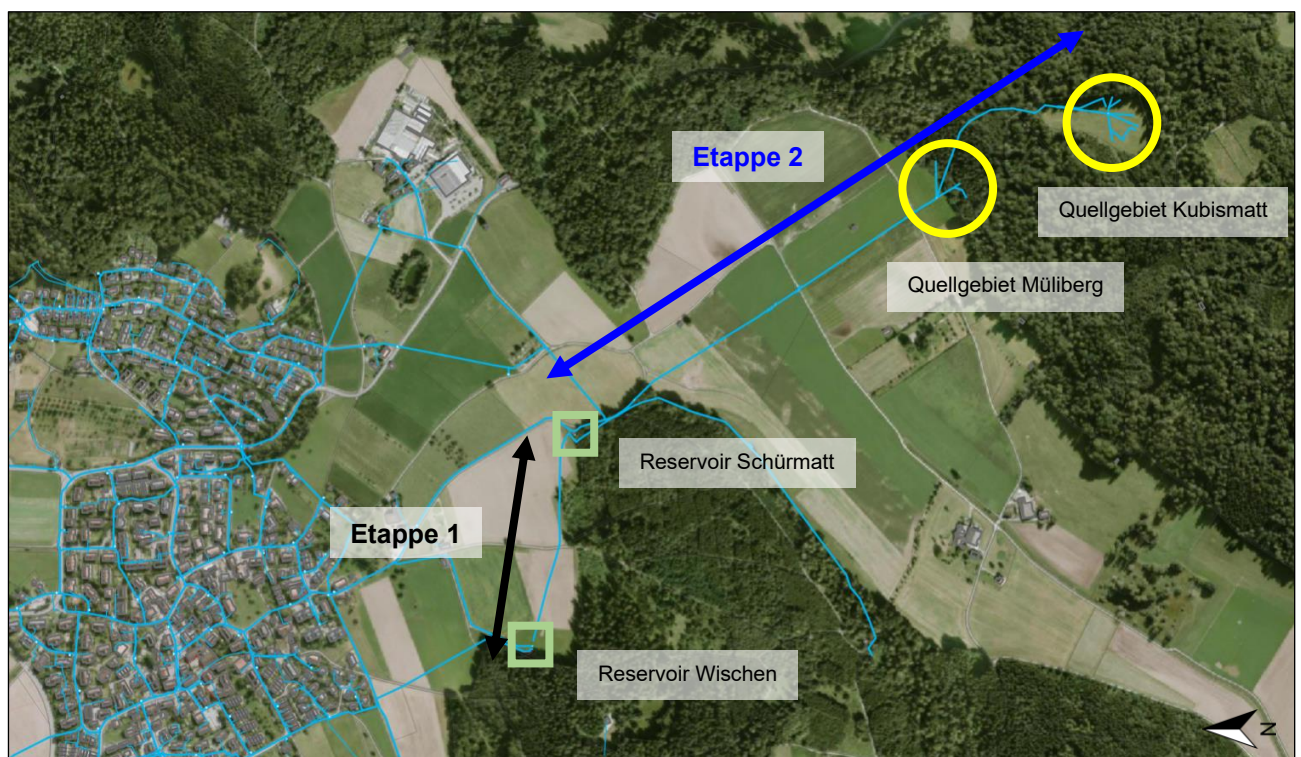 Etappe 2
Quellgebiet Kubismatt
Quellgebiet Müliberg
Reservoir Schürmatt
Etappe 1
Reservoir Wischen
N